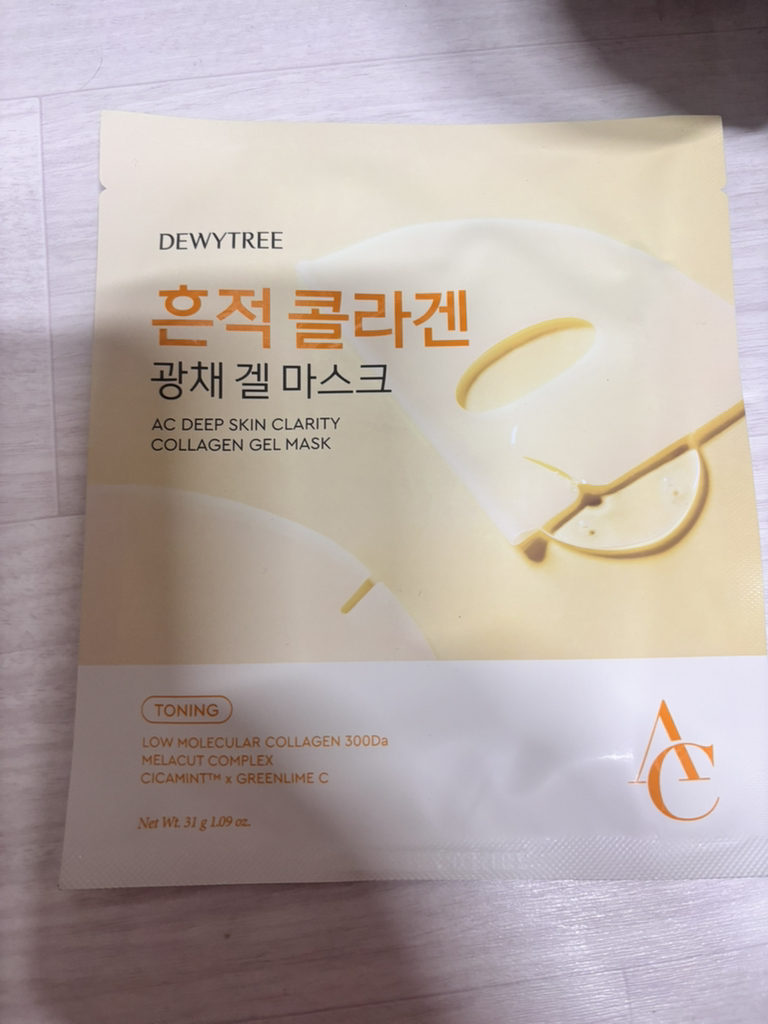 DEWYTREE
흔적 콜라겐
광채 겔 마스크
AC DEEP SKIN CLARITY
COLLAGEN GEL MASK
TONING
LOW MOLECULAR COLLAGEN 300Da
MELACUT COMPLEX
CICAMINT™ x GREENLIME C
Net Wt. 31 g 1.09 oz.
AC